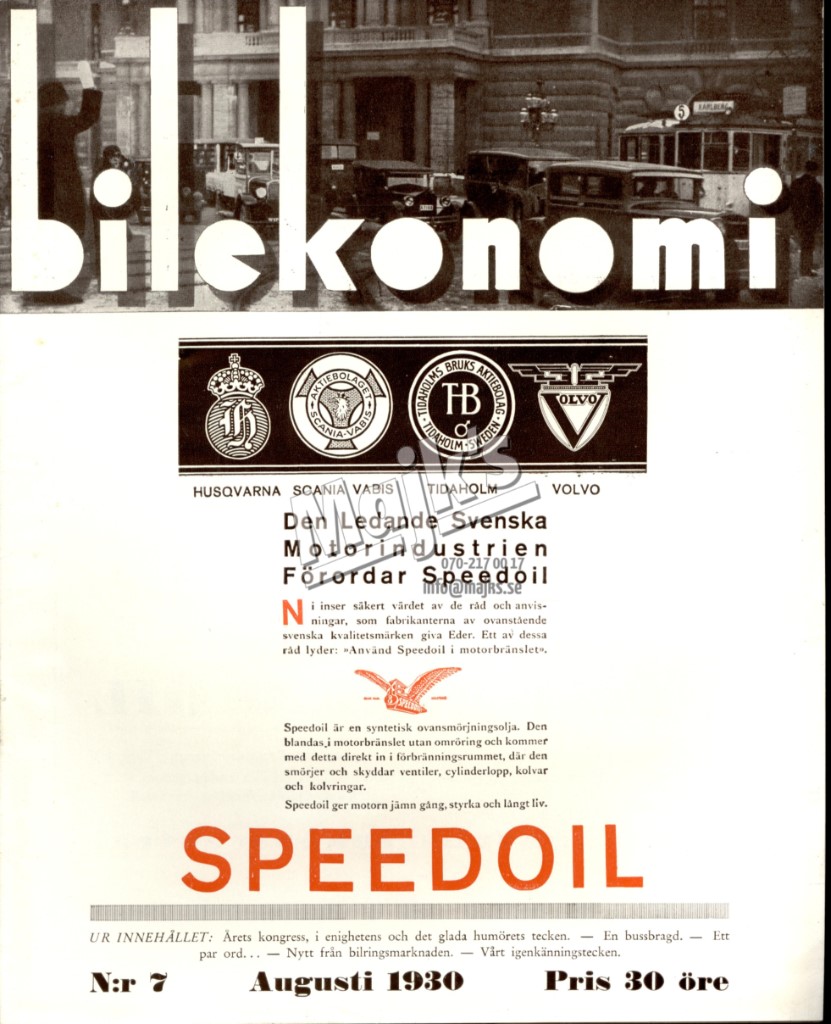 5 KARLBERG
bilekonomi
AKTIEBOLAGET
SCANIA-VABIS
TIDAHOLMS BRUKS AKTIEBOLAG
THB
TIDAHOLM · SWEDEN
VOLVO
HUSQVARNA SCANIA VABIS TIDAHOLM VOLVO
Majk's
Den Ledande Svenska
Motorindustrien
070-217 00 17
Förordar Speedoil
info@majks.se
Ni inser säkert värdet av de råd och anvis-
ningar, som fabrikanterna av ovanstående
svenska kvalitetsmärken giva Eder. Ett av dessa
råd lyder: »Använd Speedoil i motorbränslet».
SPEEDOIL
Speedoil är en syntetisk ovansmörjningsolja. Den
blandas i motorbränslet utan omröring och kommer
med detta direkt in i förbränningsrummet, där den
smörjer och skyddar ventiler, cylinderlopp, kolvar
och kolvringar.
Speedoil ger motorn jämn gång, styrka och långt liv.
SPEEDOIL
UR INNEHÅLLET: Årets kongress, i enighetens och det glada humörets tecken. — En bussbragd. — Ett
par ord... — Nytt från bilringsmarknaden. — Vårt igenkänningstecken.
N:r 7 Augusti 1930 Pris 30 öre